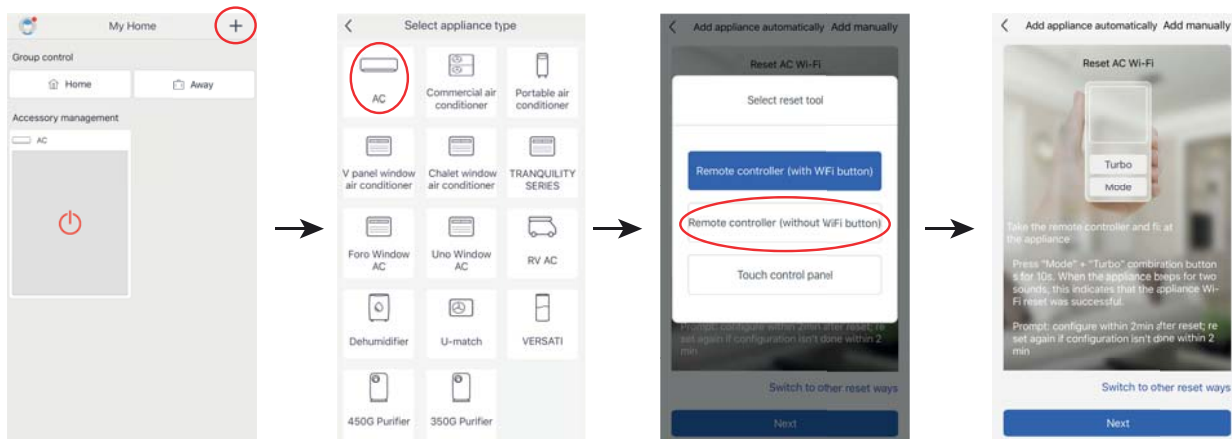 My Home
+
Group control
Home
Away
Accessory management
AC
Select appliance type
AC
Commercial air
conditioner
Portable air
conditioner
V panel window
air conditioner
Chalet window
air conditioner
TRANQUILITY
SERIES
Foro Window
AC
Uno Window
AC
RV AC
Dehumidifier
U-match
VERSATI
450G Purifier
350G Purifier
Add appliance automatically Add manually
Reset AC Wi-Fi
Select reset tool
Remote controller (with WFi button)
Remote controller (without WiFi button)
Touch control panel
Prompt: configure within 2min after reset; re
set again if configuration isn't done within 2
min
Switch to other reset ways
Next
Add appliance automatically Add manually
Reset AC Wi-Fi
Turbo
Mode
Take the remote controller and fi: at
the appliance
Press "Mode" + "Turbo" combination button
s for 10s. When the appliance beeps for two
sounds, this indicates that the appliance Wi-
Fi reset was successful.
Prompt: configure within 2min after reset; re
set again if configuration isn't done within 2
min
Switch to other reset ways
Next